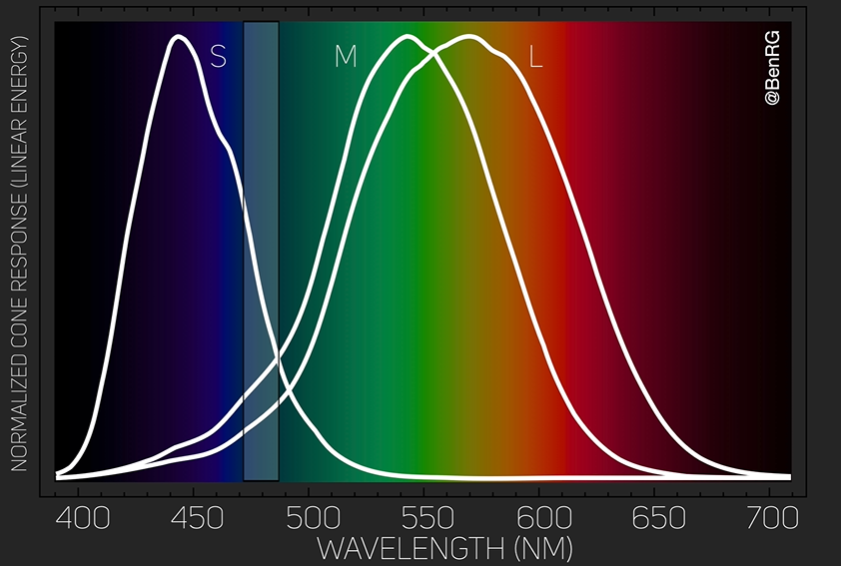 NORMALIZED CONE RESPONSE (LINEAR ENERGY)
S
M
L
@BenRG
400 450 500 550 600 650 700
WAVELENGTH (NM)